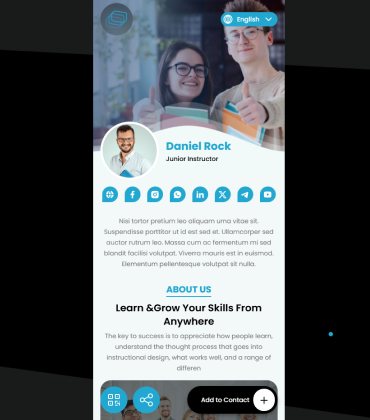 English
Daniel Rock
Junior Instructor
Nisi tortor pretium leo aliquam urna vitae sit.
Suspendisse porttitor ut id est sed et. Ullamcorper sed
auctor rutrum leo. Massa cum ac fermentum mi sed
blandit facilisi volutpat. Viverra mauris est in euismod.
Elementum pellentesque volutpat sit nulla.
ABOUT US
Learn &Grow Your Skills From
Anywhere
The key to success is to appreciate how people learn,
understand the thought process that goes into
instructional design, what works well, and a range of
differen
Add to Contact